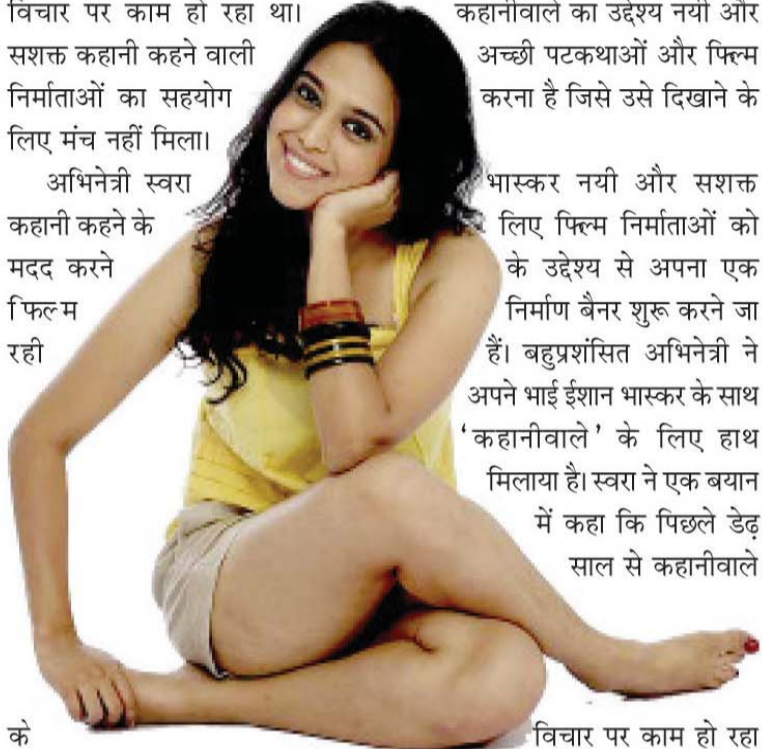 विचार पर काम हो रहा था। कहानीवाले का उद्देश्य नयी और
सशक्त कहानी कहने वाली अच्छी पटकथाओं और फिल्म
निर्माताओं का सहयोग करना है जिसे उसे दिखाने के
लिए मंच नहीं मिला।
अभिनेत्री स्वरा भास्कर नयी और सशक्त
कहानी कहने के लिए फिल्म निर्माताओं को
मदद करने के उद्देश्य से अपना एक
फिल्म निर्माण बैनर शुरू करने जा
रही हैं। बहुप्रशंसित अभिनेत्री ने
अपने भाई ईशान भास्कर के साथ
‘कहानीवाले’ के लिए हाथ
मिलाया है। स्वरा ने एक बयान
में कहा कि पिछले डेढ़
साल से कहानीवाले
के विचार पर काम हो रहा